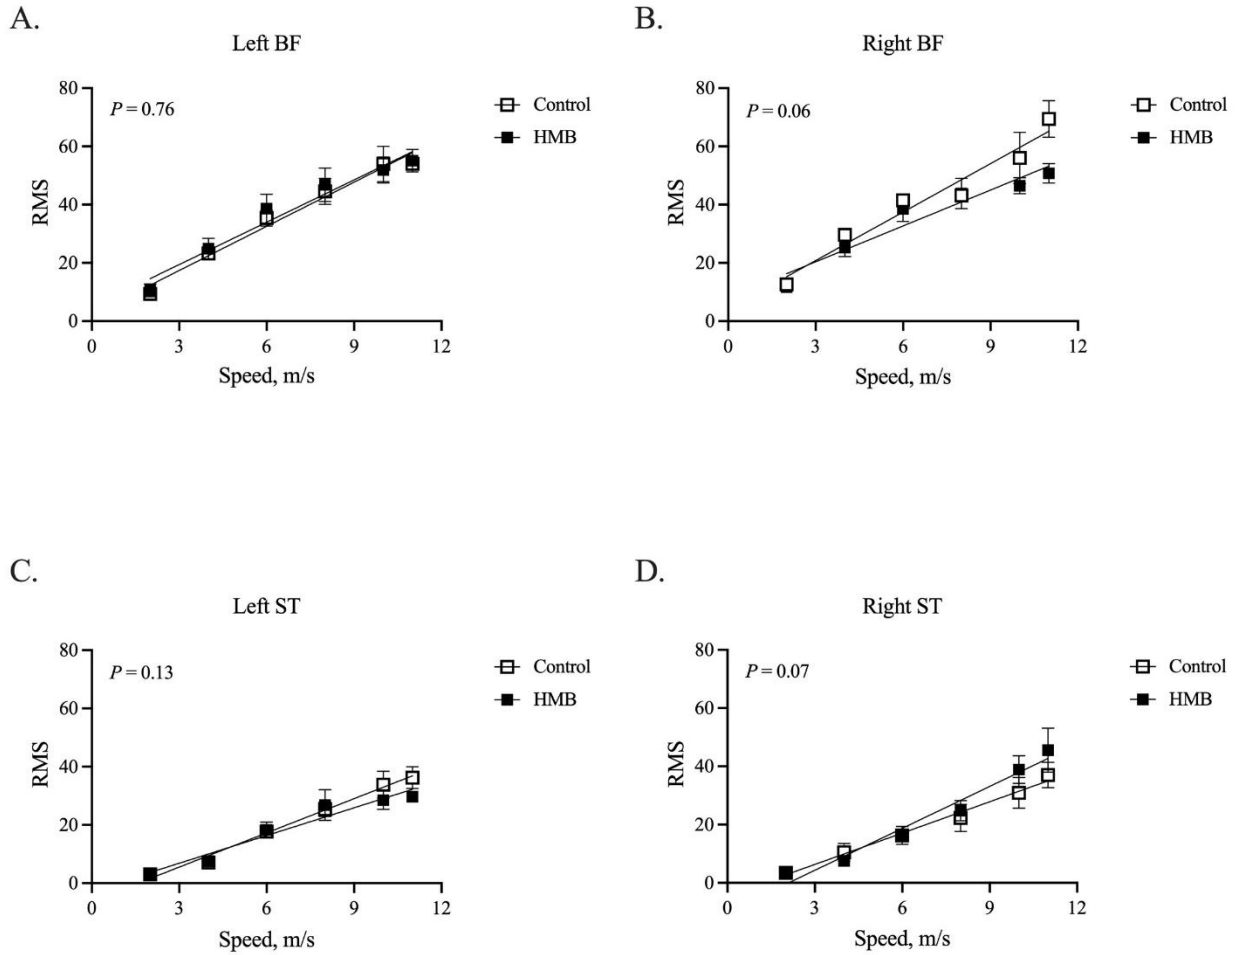 A.
Left BF
P = 0.76
Control
HMB
RMS
80
60
40
20
0
0 3 6 9 12
Speed, m/s
B.
Right BF
P = 0.06
Control
HMB
RMS
80
60
40
20
0
0 3 6 9 12
Speed, m/s
C.
Left ST
P = 0.13
Control
HMB
RMS
80
60
40
20
0
0 3 6 9 12
Speed, m/s
D.
Right ST
P = 0.07
Control
HMB
RMS
80
60
40
20
0
0 3 6 9 12
Speed, m/s